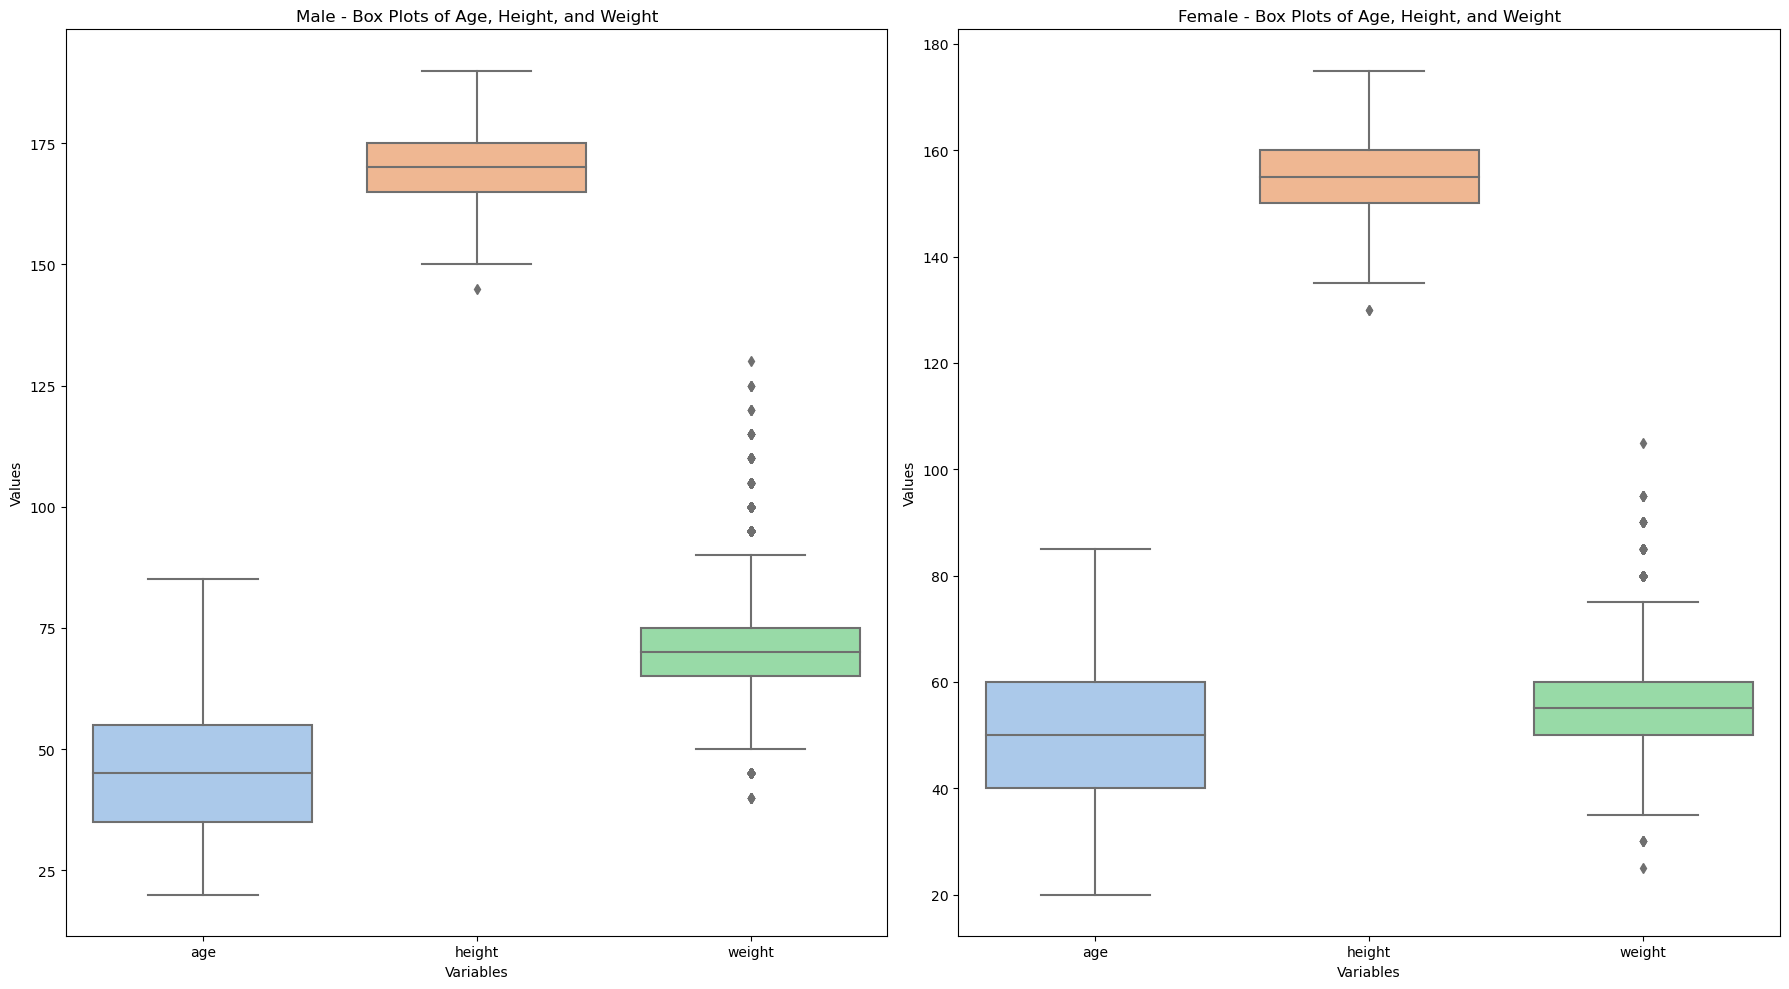 Male - Box Plots of Age, Height, and Weight
Values
175
150
125
100
75
50
25
age height weight
Variables
Female - Box Plots of Age, Height, and Weight
Values
180
160
140
120
100
80
60
40
20
age height weight
Variables